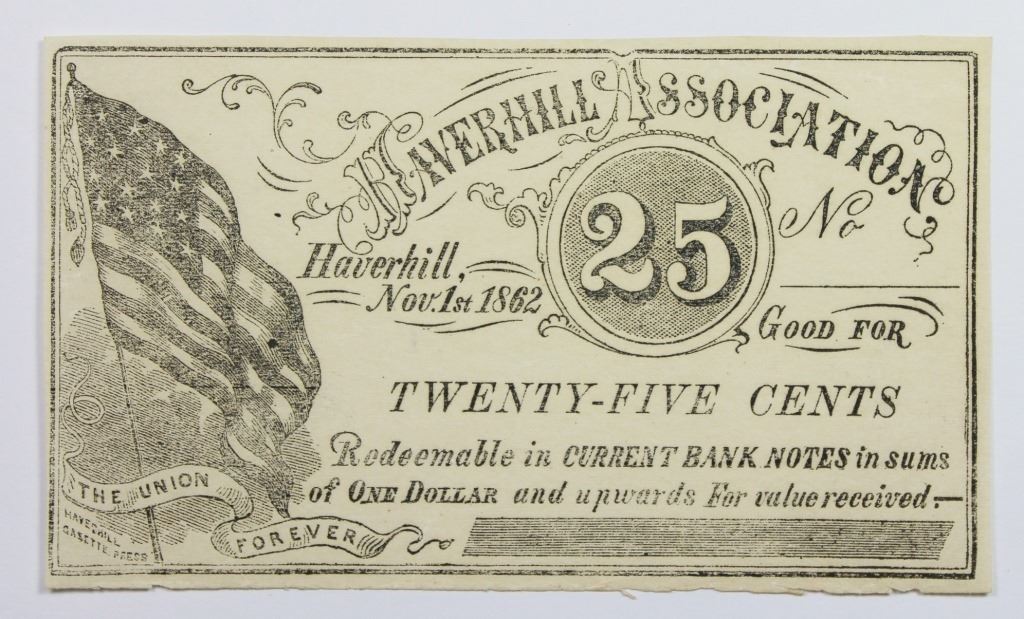 HAVERHILL ASSOCIATION
25
No
Haverhill,
Nov. 1st 1862
GOOD FOR
TWENTY-FIVE CENTS
Redeemable in CURRENT BANK NOTES in sums
of ONE DOLLAR and upwards For value received.—
THE UNION
FOREVER
HAVERHILL
GASETTE PRESS